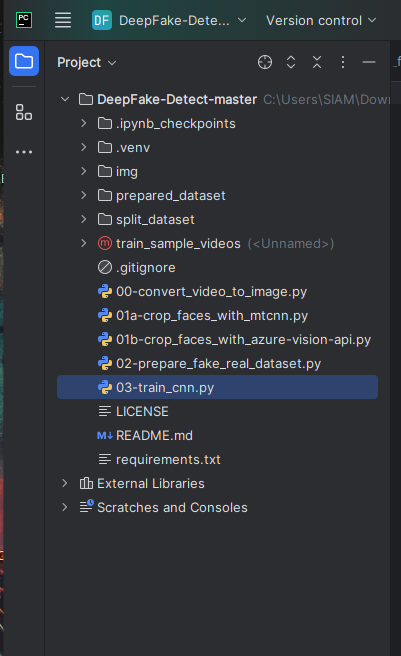 PC
DF DeepFake-Dete... Version control
Project
DeepFake-Detect-master C:\Users\SIAM\Dow
.ipynb_checkpoints
.venv
img
prepared_dataset
split_dataset
m train_sample_videos (<Unnamed>)
.gitignore
00-convert_video_to_image.py
01a-crop_faces_with_mtcnn.py
01b-crop_faces_with_azure-vision-api.py
02-prepare_fake_real_dataset.py
03-train_cnn.py
LICENSE
M↓ README.md
requirements.txt
External Libraries
Scratches and Consoles